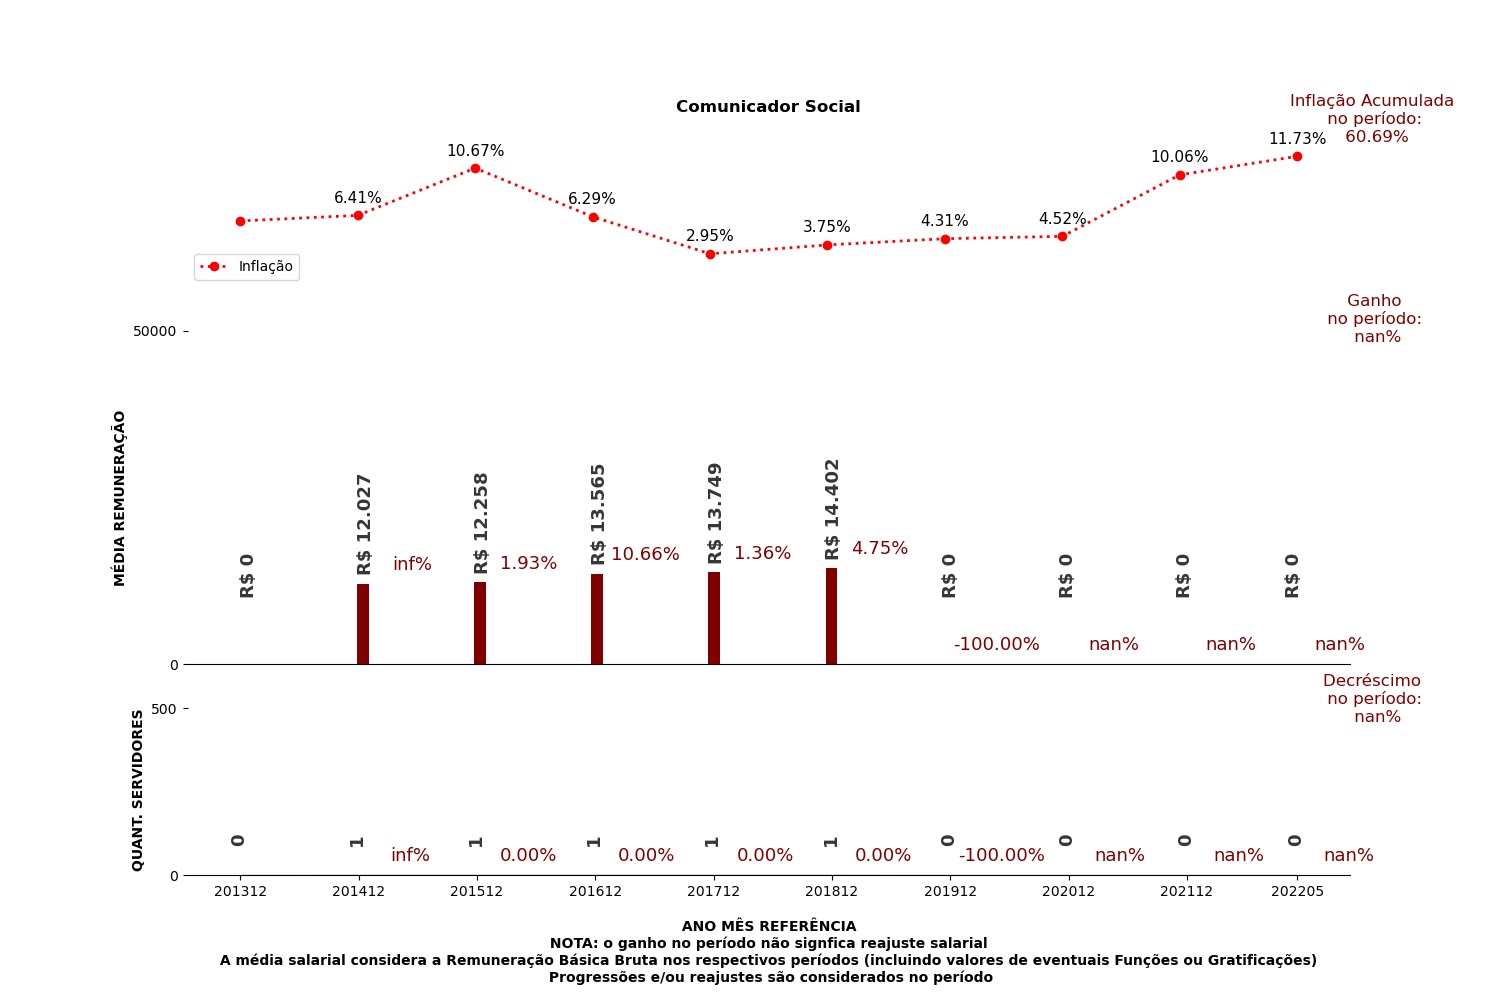 Comunicador Social
Inflação Acumulada
no período:
60.69%
6.41%
10.67%
6.29%
2.95%
3.75%
4.31%
4.52%
10.06%
11.73%
Inflação
Ganho
no período:
nan%
50000
0
MÉDIA REMUNERAÇÃO
R$ 0
R$ 12.027
R$ 12.258
R$ 13.565
R$ 13.749
R$ 14.402
R$ 0
R$ 0
R$ 0
R$ 0
inf%
1.93%
10.66%
1.36%
4.75%
-100.00%
nan%
nan%
nan%
Decréscimo
no período:
nan%
500
0
QUANT. SERVIDORES
0
1
1
1
1
1
0
0
0
0
inf%
0.00%
0.00%
0.00%
0.00%
-100.00%
nan%
nan%
nan%
201312
201412
201512
201612
201712
201812
201912
202012
202112
202205
ANO MÊS REFERÊNCIA
NOTA: o ganho no período não signfica reajuste salarial
A média salarial considera a Remuneração Básica Bruta nos respectivos períodos (incluindo valores de eventuais Funções ou Gratificações)
Progressões e/ou reajustes são considerados no período